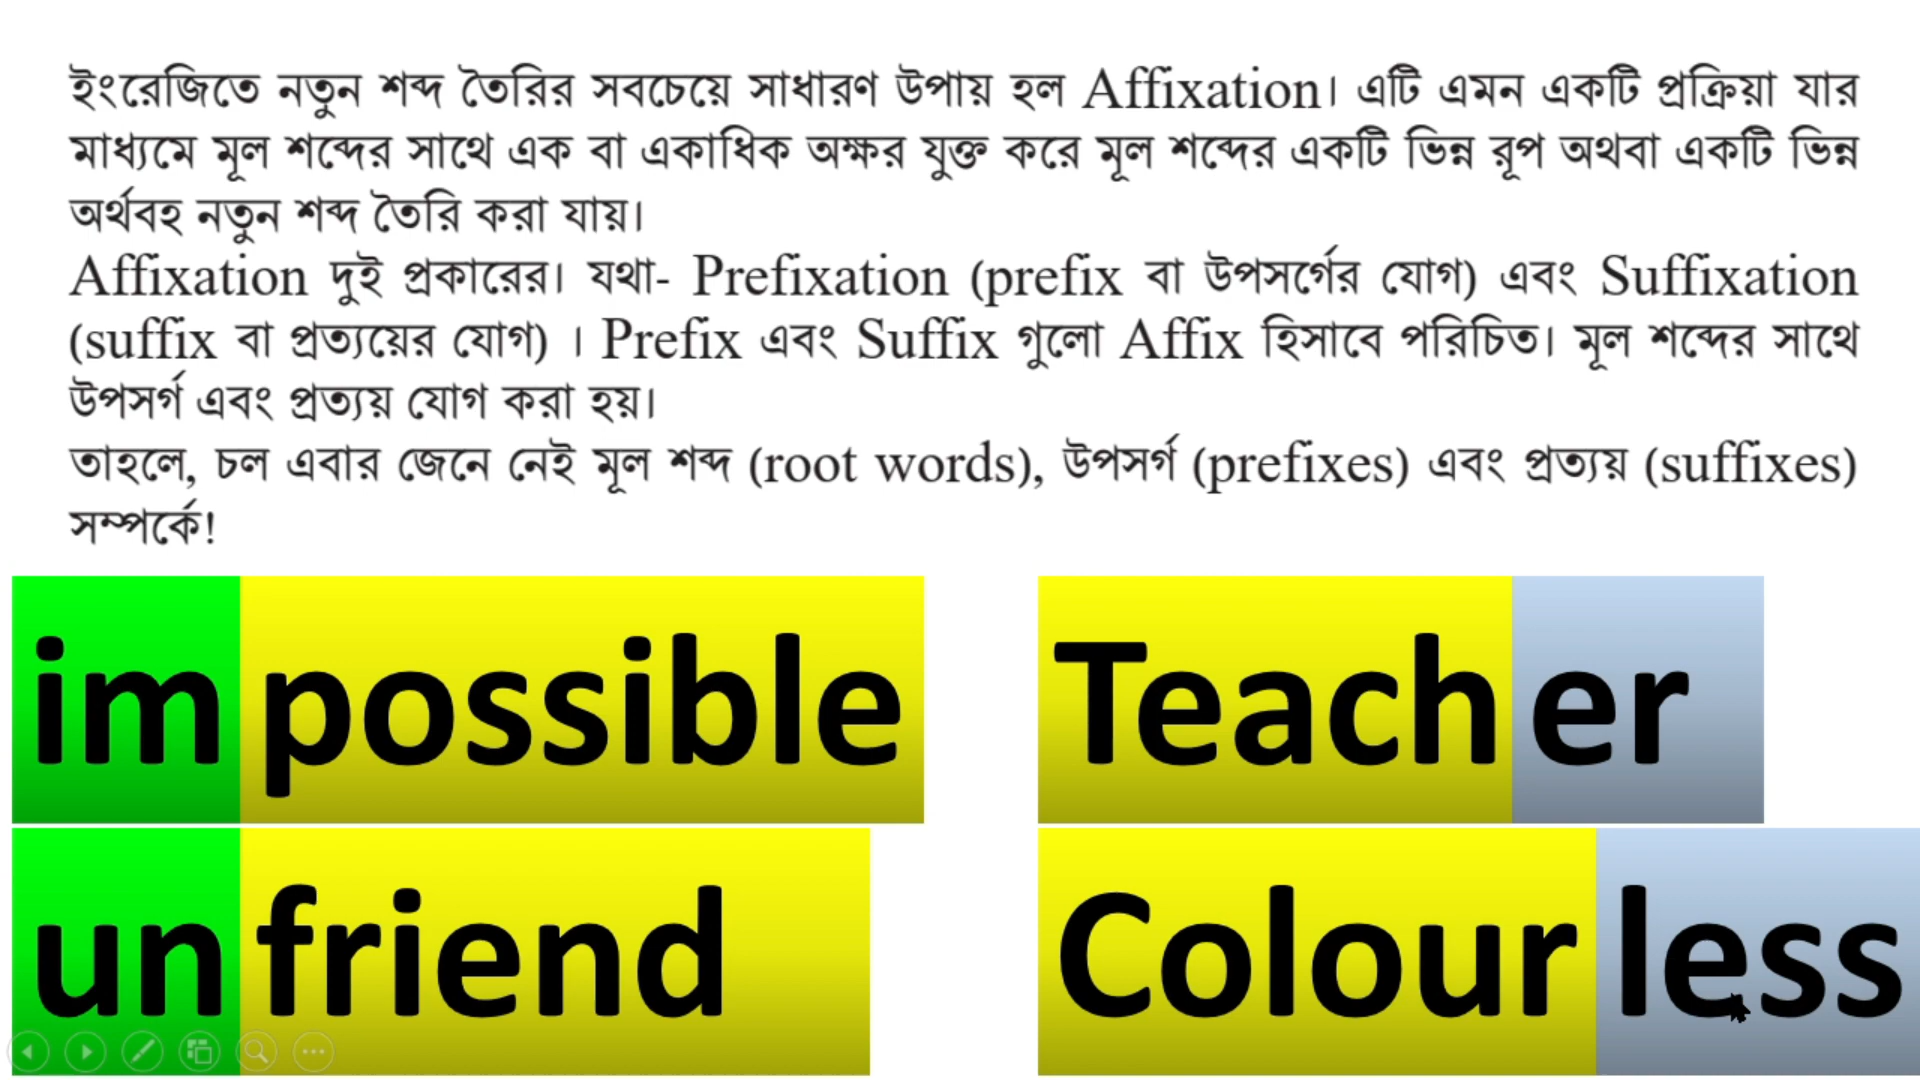 ইংরেজিতে নতুন শব্দ তৈরির সবচেয়ে সাধারণ উপায় হল Affixation। এটি এমন একটি প্রক্রিয়া যার
মাধ্যমে মূল শব্দের সাথে এক বা একাধিক অক্ষর যুক্ত করে মূল শব্দের একটি ভিন্ন রূপ অথবা একটি ভিন্ন
অর্থবহ নতুন শব্দ তৈরি করা যায়।
Affixation দুই প্রকারের। যথা- Prefixation (prefix বা উপসর্গের যোগ) এবং Suffixation
(suffix বা প্রত্যয়ের যোগ) । Prefix এবং Suffix গুলো Affix হিসাবে পরিচিত। মূল শব্দের সাথে
উপসর্গ এবং প্রত্যয় যোগ করা হয়।
তাহলে, চল এবার জেনে নেই মূল শব্দ (root words), উপসর্গ (prefixes) এবং প্রত্যয় (suffixes)
সম্পর্কে!
im possible
Teach er
un friend
Colour less